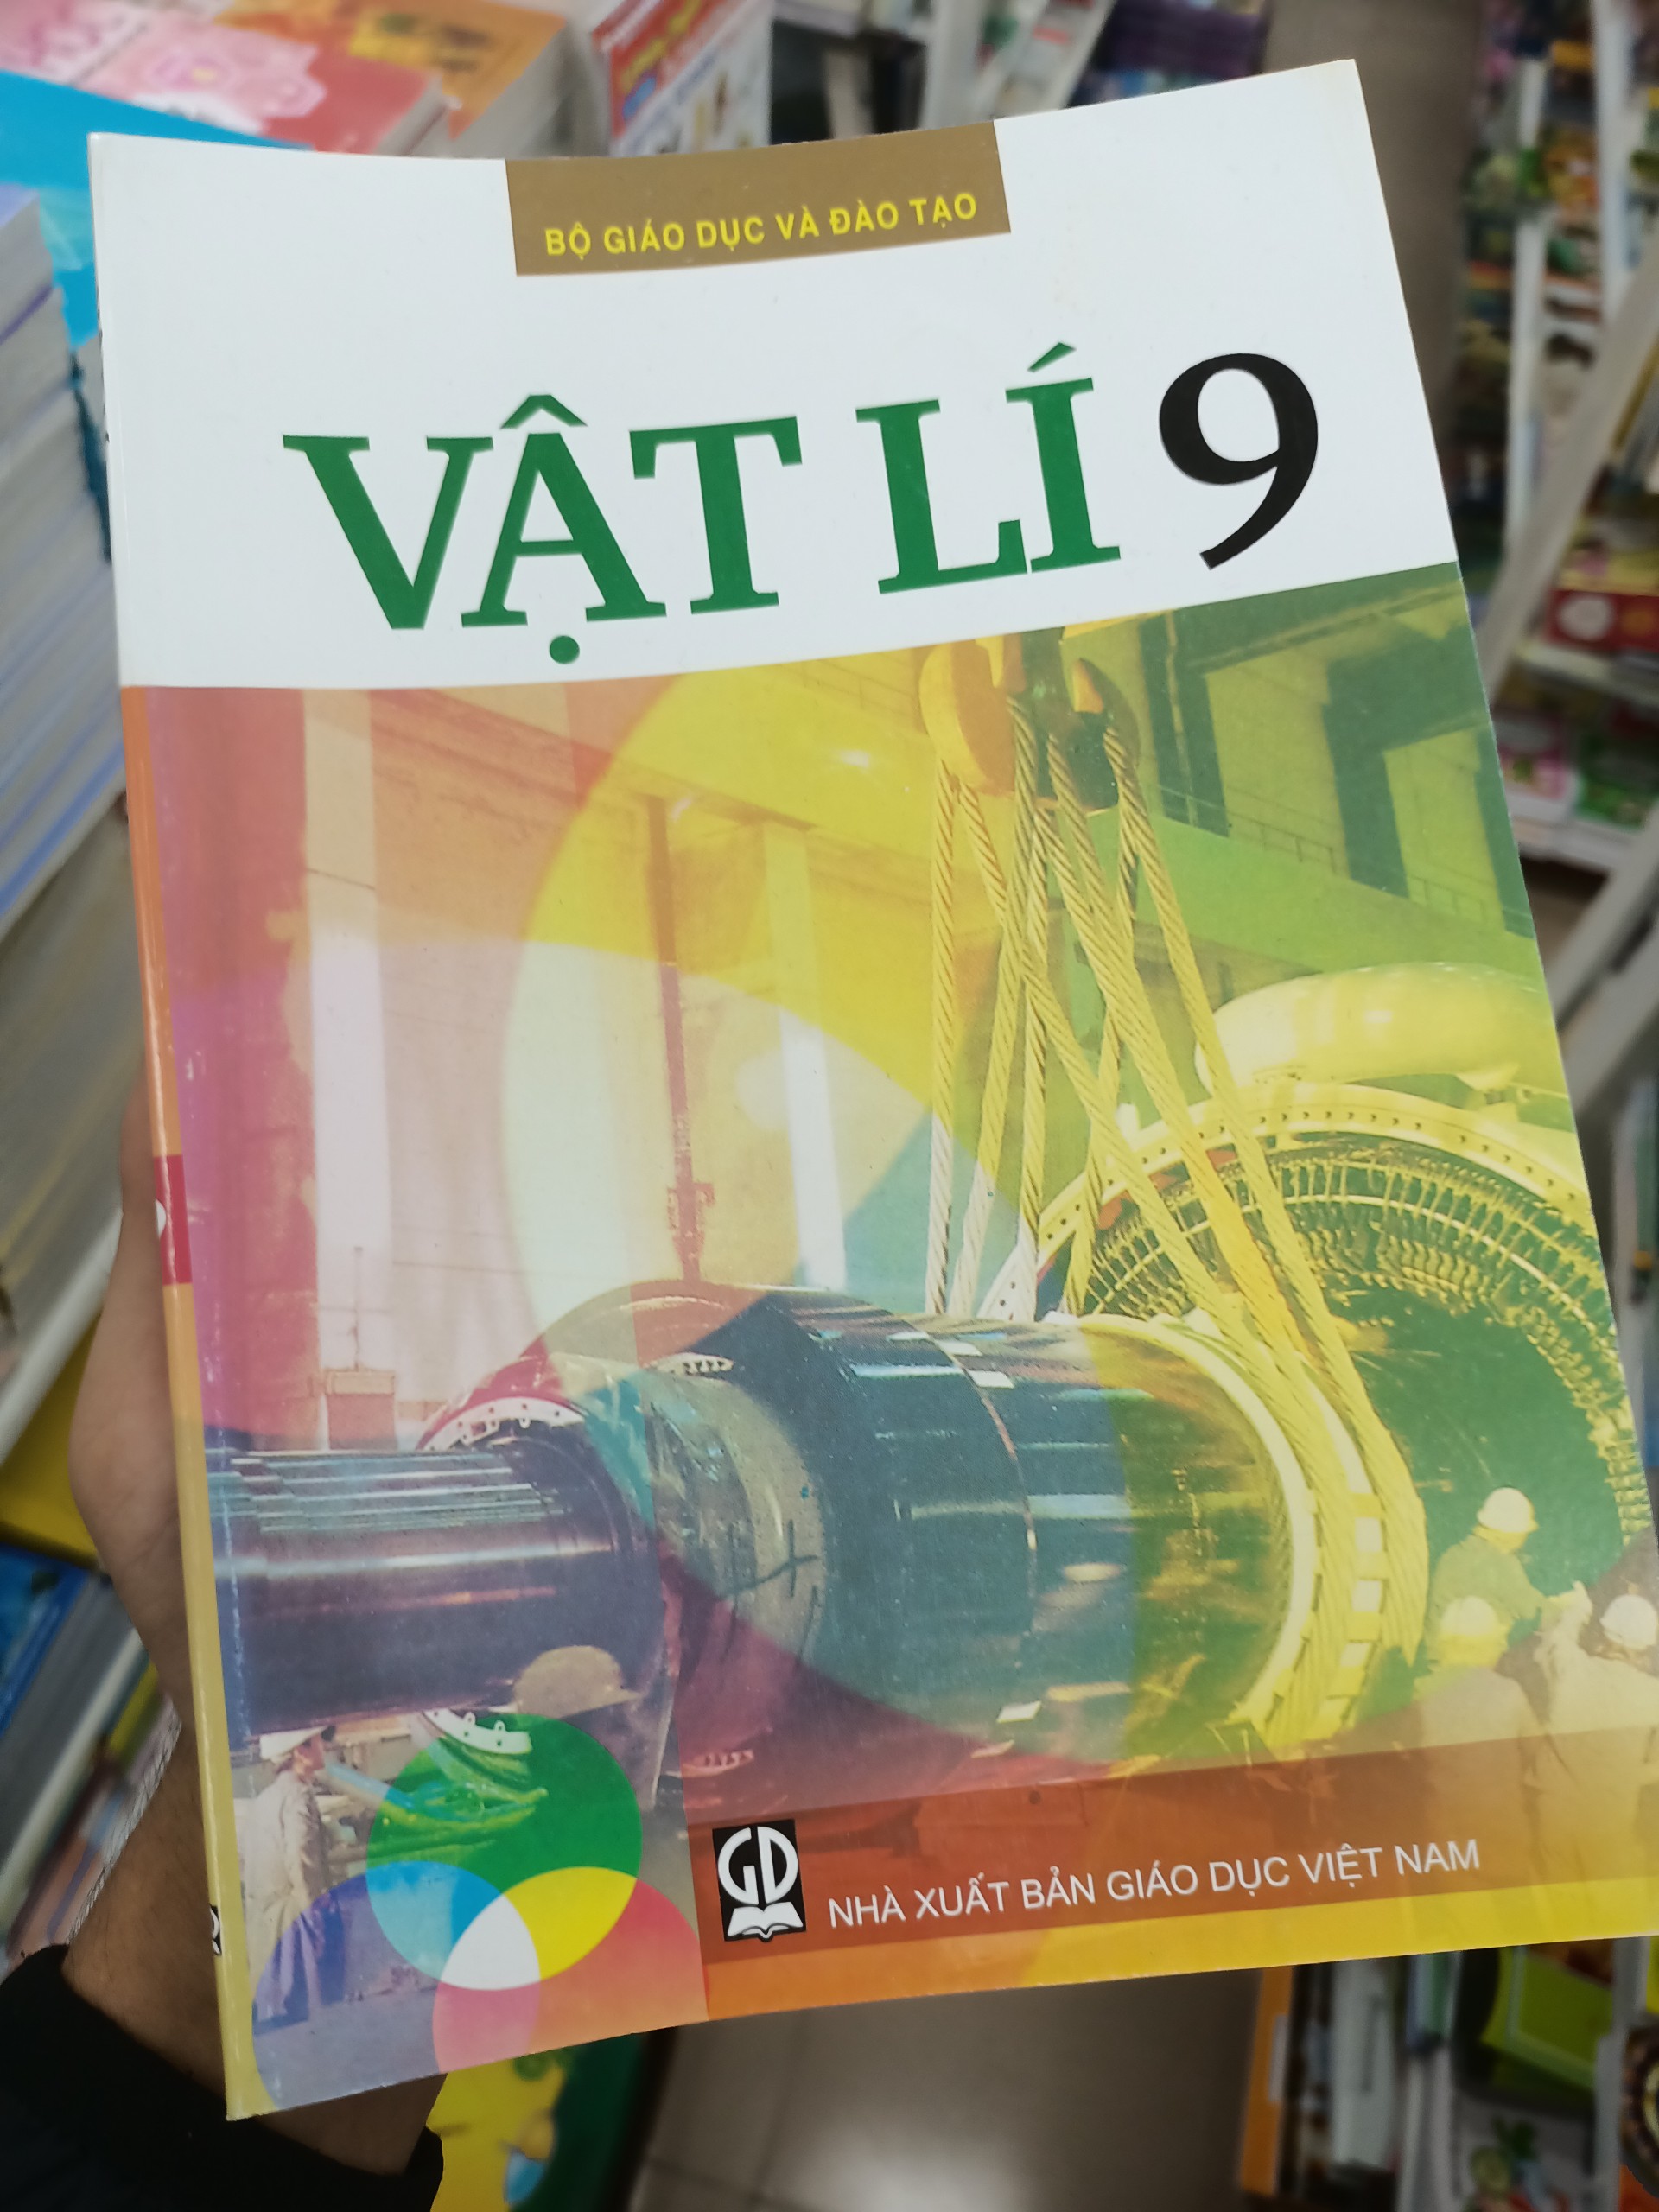 BỘ GIÁO DỤC VÀ ĐÀO TẠO
VẬT LÍ 9
GD
NHÀ XUẤT BẢN GIÁO DỤC VIỆT NAM